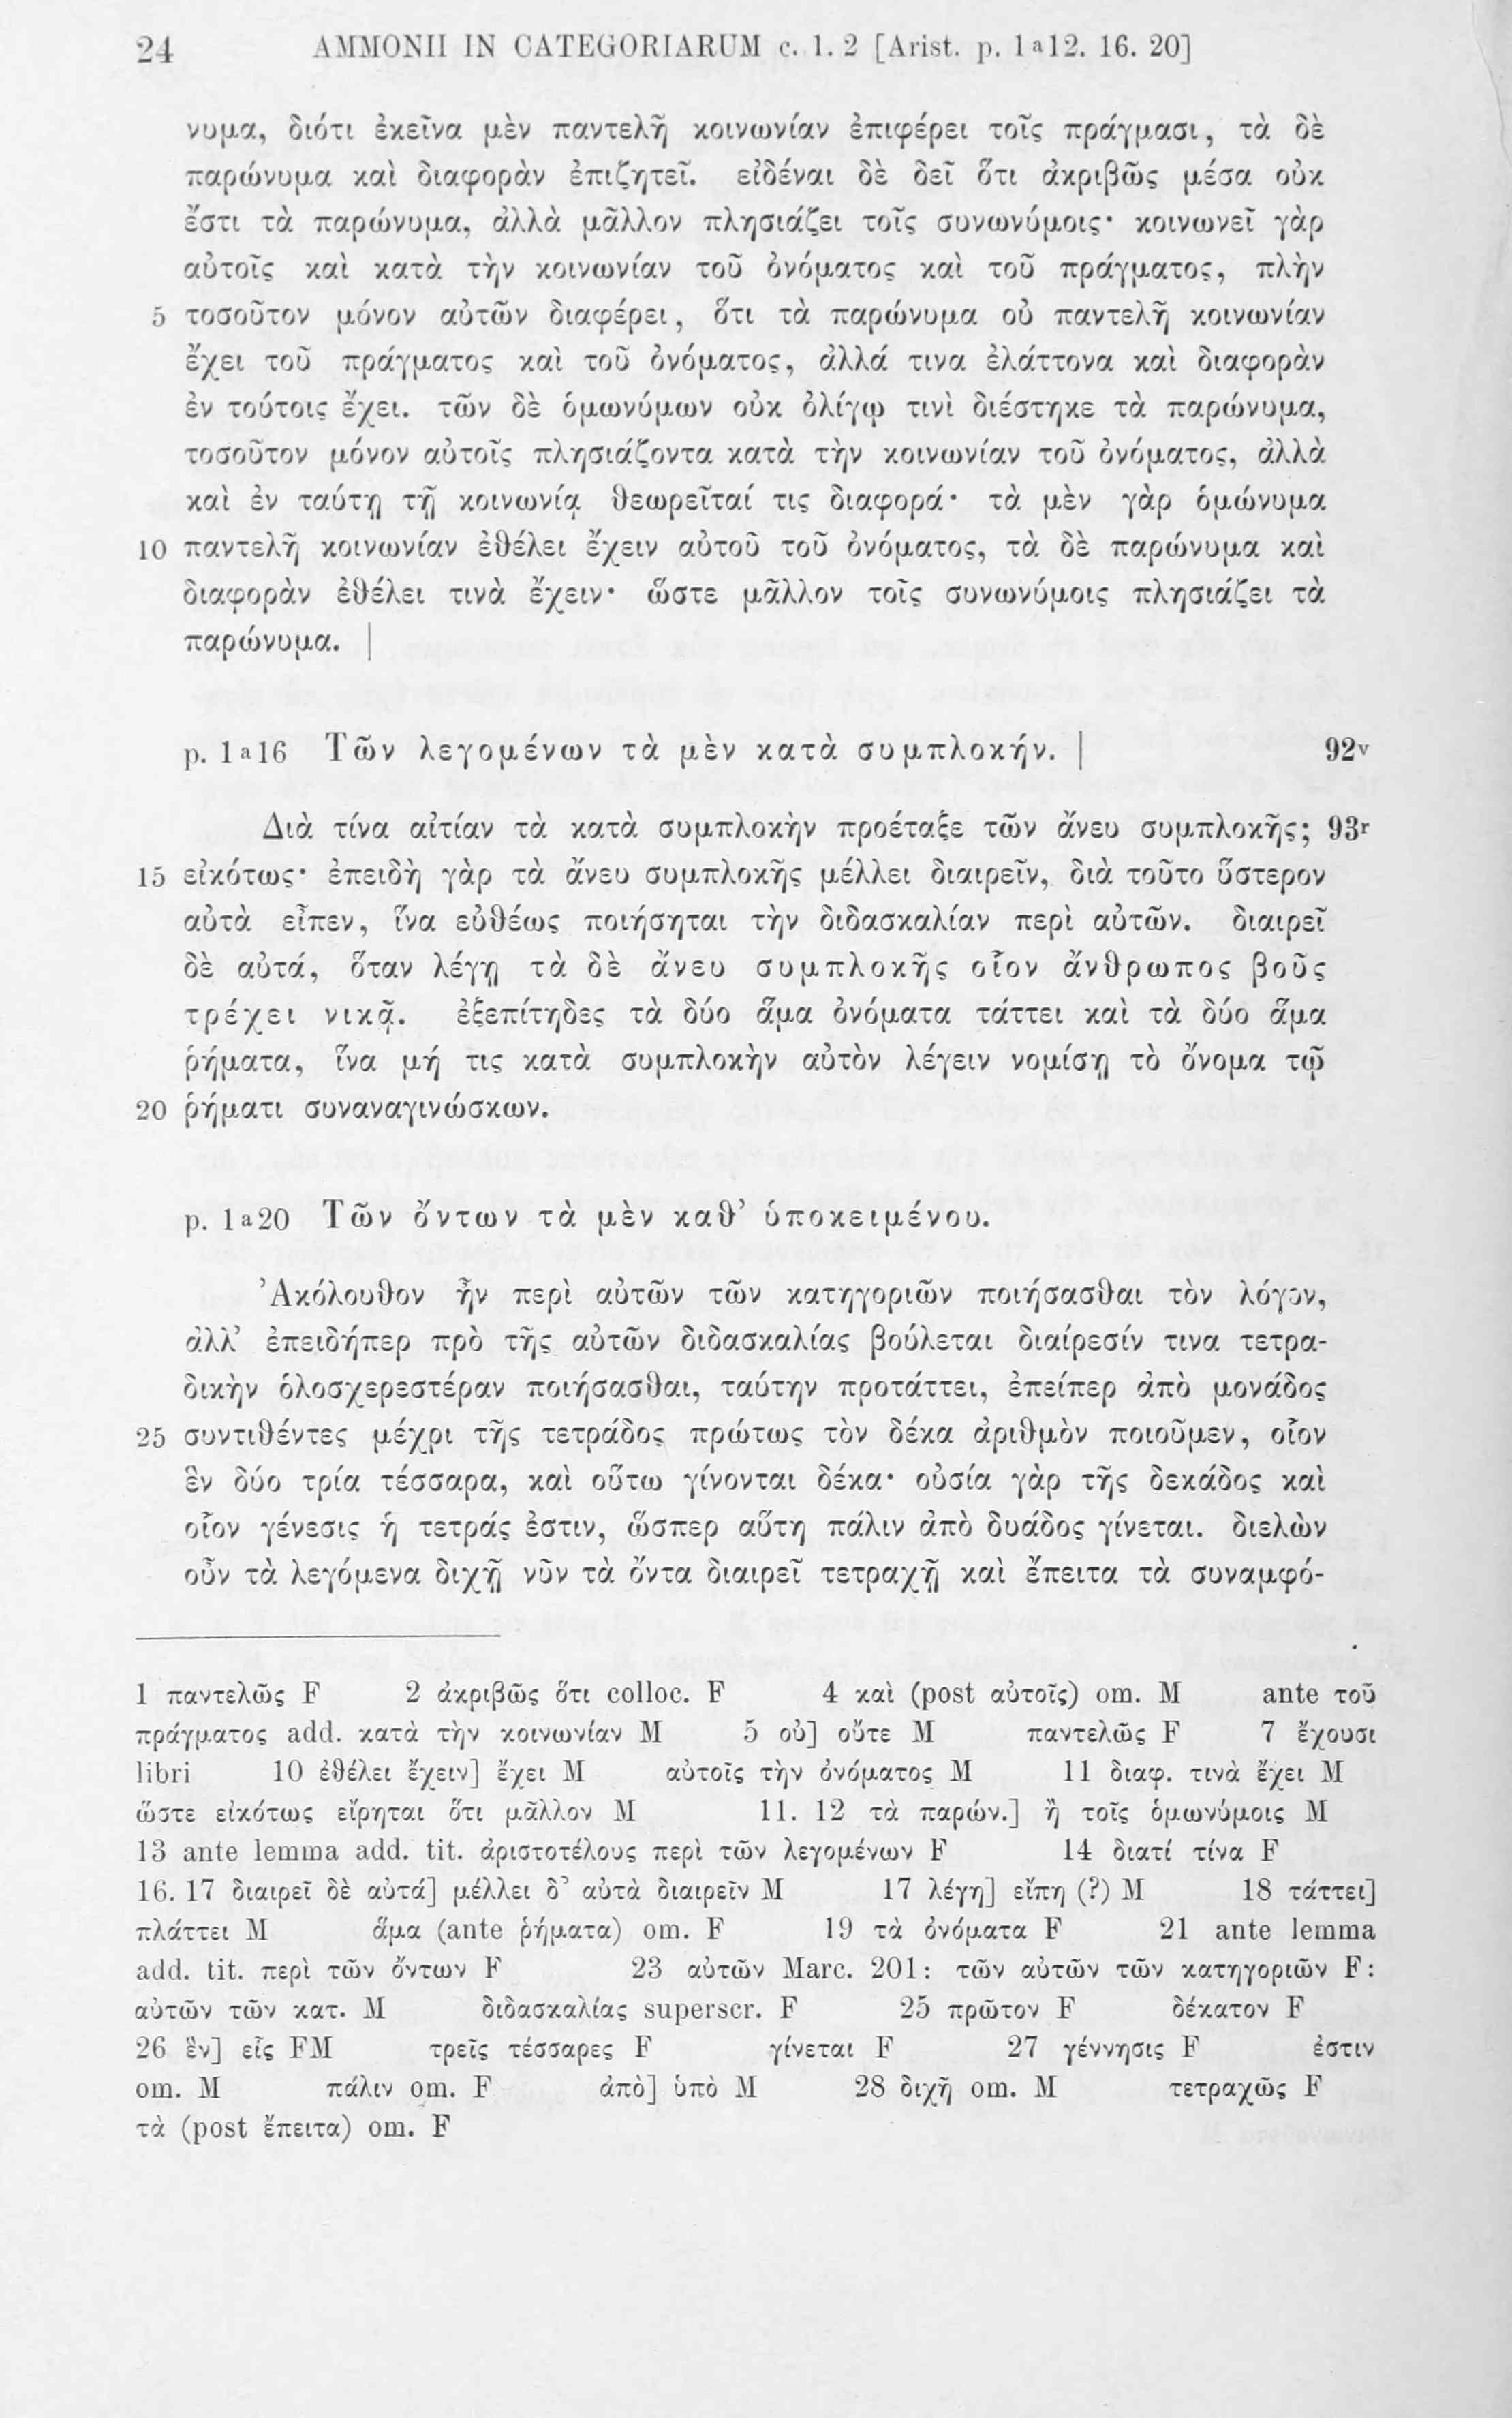 24 AMMONII IN CATEGORIARUM c. 1. 2 [Arist. p. 1a12. 16. 20]
νυμα, διότι ἐκεῖνα μὲν παντελῆ κοινωνίαν ἐπιφέρει τοῖς πράγμασι, τὰ δὲ
παρώνυμα καὶ διαφορὰν ἐπιζητεῖ. εἰδέναι δὲ δεῖ ὅτι ἀκριβῶς μέσα οὐκ
ἔστι τὰ παρώνυμα, ἀλλὰ μᾶλλον πλησιάζει τοῖς συνωνύμοις· κοινωνεῖ γὰρ
αὐτοῖς καὶ κατὰ τὴν κοινωνίαν τοῦ ὀνόματος καὶ τοῦ πράγματος, πλὴν
5 τοσοῦτον μόνον αὐτῶν διαφέρει, ὅτι τὰ παρώνυμα οὐ παντελῆ κοινωνίαν
ἔχει τοῦ πράγματος καὶ τοῦ ὀνόματος, ἀλλά τινα ἐλάττονα καὶ διαφορὰν
ἐν τούτοις ἔχει. τῶν δὲ ὁμωνύμων οὐκ ὀλίγῳ τινὶ διέστηκε τὰ παρώνυμα,
τοσοῦτον μόνον αὐτοῖς πλησιάζοντα κατὰ τὴν κοινωνίαν τοῦ ὀνόματος, ἀλλὰ
καὶ ἐν ταύτῃ τῇ κοινωνίᾳ θεωρεῖταί τις διαφορά· τὰ μὲν γὰρ ὁμώνυμα
10 παντελῆ κοινωνίαν ἐθέλει ἔχειν αὐτοῦ τοῦ ὀνόματος, τὰ δὲ παρώνυμα καὶ
διαφορὰν ἐθέλει τινὰ ἔχειν· ὥστε μᾶλλον τοῖς συνωνύμοις πλησιάζει τὰ
παρώνυμα. |
p. 1a16 Τῶν λεγομένων τὰ μὲν κατὰ συμπλοκήν. | 92v
Διὰ τίνα αἰτίαν τὰ κατὰ συμπλοκὴν προέταξε τῶν ἄνευ συμπλοκῆς; 93r
15 εἰκότως· ἐπειδὴ γὰρ τὰ ἄνευ συμπλοκῆς μέλλει διαιρεῖν, διὰ τοῦτο ὕστερον
αὐτὰ εἶπεν, ἵνα εὐθέως ποιήσηται τὴν διδασκαλίαν περὶ αὐτῶν. διαιρεῖ
δὲ αὐτά, ὅταν λέγῃ τὰ δὲ ἄνευ συμπλοκῆς οἷον ἄνθρωπος βοῦς
τρέχει νικᾷ. ἐξεπίτηδες τὰ δύο ἅμα ὀνόματα τάττει καὶ τὰ δύο ἅμα
ῥήματα, ἵνα μή τις κατὰ συμπλοκὴν αὐτὸν λέγειν νομίσῃ τὸ ὄνομα τῷ
20 ῥήματι συναναγινώσκων.
p. 1a20 Τῶν ὄντων τὰ μὲν καθ’ ὑποκειμένου.
Ἀκόλουθον ἦν περὶ αὐτῶν τῶν κατηγοριῶν ποιήσασθαι τὸν λόγον,
ἀλλ’ ἐπειδήπερ πρὸ τῆς αὐτῶν διδασκαλίας βούλεται διαίρεσίν τινα τετρα-
δικὴν ὁλοσχερεστέραν ποιήσασθαι, ταύτην προτάττει, ἐπείπερ ἀπὸ μονάδος
25 συντιθέντες μέχρι τῆς τετράδος πρώτως τὸν δέκα ἀριθμὸν ποιοῦμεν, οἷον
ἓν δύο τρία τέσσαρα, καὶ οὕτω γίνονται δέκα· οὐσία γὰρ τῆς δεκάδος καὶ
οἷον γένεσις ἡ τετράς ἐστιν, ὥσπερ αὕτη πάλιν ἀπὸ δυάδος γίνεται. διελὼν
οὖν τὰ λεγόμενα διχῇ νῦν τὰ ὄντα διαιρεῖ τετραχῇ καὶ ἔπειτα τὰ συναμφό-
1 παντελῶς F 2 ἀκριβῶς ὅτι colloc. F 4 καὶ (post αὐτοῖς) om. M ante τοῦ
πράγματος add. κατὰ τὴν κοινωνίαν M 5 οὐ] οὔτε M παντελῶς F 7 ἔχουσι
libri 10 ἐθέλει ἔχειν] ἔχει M αὐτοῖς τὴν ὀνόματος M 11 διαφ. τινὰ ἔχει M
ὥστε εἰκότως εἴρηται ὅτι μᾶλλον M 11. 12 τὰ παρών.] ἢ τοῖς ὁμωνύμοις M
13 ante lemma add. tit. ἀριστοτέλους περὶ τῶν λεγομένων F 14 διατί τίνα F
16. 17 διαιρεῖ δὲ αὐτά] μέλλει δ’ αὐτὰ διαιρεῖν M 17 λέγῃ] εἴπῃ (?) M 18 τάττει]
πλάττει M ἅμα (ante ῥήματα) om. F 19 τὰ ὀνόματα F 21 ante lemma
add. tit. περὶ τῶν ὄντων F 23 αὐτῶν Marc. 201: τῶν αὐτῶν τῶν κατηγοριῶν F:
αὐτῶν τῶν κατ. M διδασκαλίας superscr. F 25 πρῶτον F δέκατον F
26 ἓν] εἷς FM τρεῖς τέσσαρες F γίνεται F 27 γέννησις F ἐστιν
om. M πάλιν om. F ἀπὸ] ὑπὸ M 28 διχῇ om. M τετραχῶς F
τὰ (post ἔπειτα) om. F